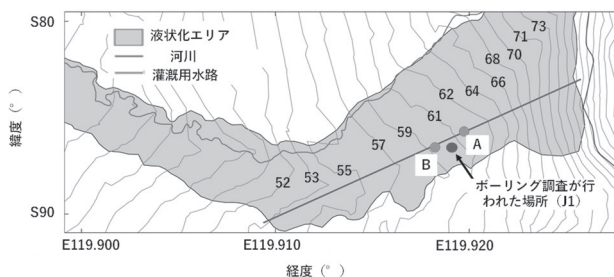 S80
液状化エリア
河川
灌漑用水路
73
71
70
68
66
64
62
61
59
57
55
53
52
A
B
ボーリング調査が行
われた場所（J1）
緯度（°）
S90
E119.900
E119.910
E119.920
経度（°）